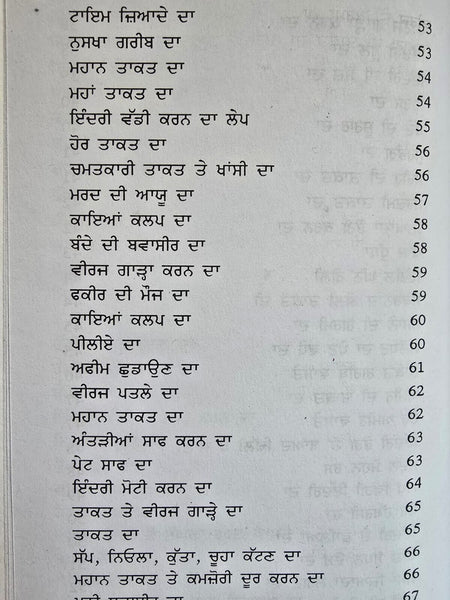 ਟਾਇਮ ਜ਼ਿਆਦੇ ਦਾ 53
ਨੁਸਖਾ ਗਰੀਬ ਦਾ 53
ਮਹਾਨ ਤਾਕਤ ਦਾ 54
ਮਹਾਂ ਤਾਕਤ ਦਾ 54
ਇੰਦਰੀ ਵੱਡੀ ਕਰਨ ਦਾ ਲੇਪ 55
ਹੋਰ ਤਾਕਤ ਦਾ 56
ਚਮਤਕਾਰੀ ਤਾਕਤ ਤੇ ਖਾਂਸੀ ਦਾ 56
ਮਰਦ ਦੀ ਆਯੂ ਦਾ 57
ਕਾਇਆਂ ਕਲਪ ਦਾ 58
ਬੰਦੇ ਦੀ ਬਵਾਸੀਰ ਦਾ 58
ਵੀਰਜ ਗਾੜ੍ਹਾ ਕਰਨ ਦਾ 59
ਫਕੀਰ ਦੀ ਮੌਜ ਦਾ 59
ਕਾਇਆਂ ਕਲਪ ਦਾ 60
ਪੀਲੀਏ ਦਾ 60
ਅਫੀਮ ਛੁਡਾਉਣ ਦਾ 61
ਵੀਰਜ ਪਤਲੇ ਦਾ 62
ਮਹਾਨ ਤਾਕਤ ਦਾ 62
ਅੰਤੜੀਆਂ ਸਾਫ ਕਰਨ ਦਾ 63
ਪੇਟ ਸਾਫ ਦਾ 63
ਇੰਦਰੀ ਮੋਟੀ ਕਰਨ ਦਾ 64
ਤਾਕਤ ਤੇ ਵੀਰਜ ਗਾੜ੍ਹੇ ਦਾ 65
ਤਾਕਤ ਦਾ 65
ਸੱਪ, ਨਿਓਲਾ, ਕੁੱਤਾ, ਚੂਹਾ ਕੱਟਣ ਦਾ 66
ਮਹਾਨ ਤਾਕਤ ਤੇ ਕਮਜ਼ੋਰੀ ਦੂਰ ਕਰਨ ਦਾ 66
67